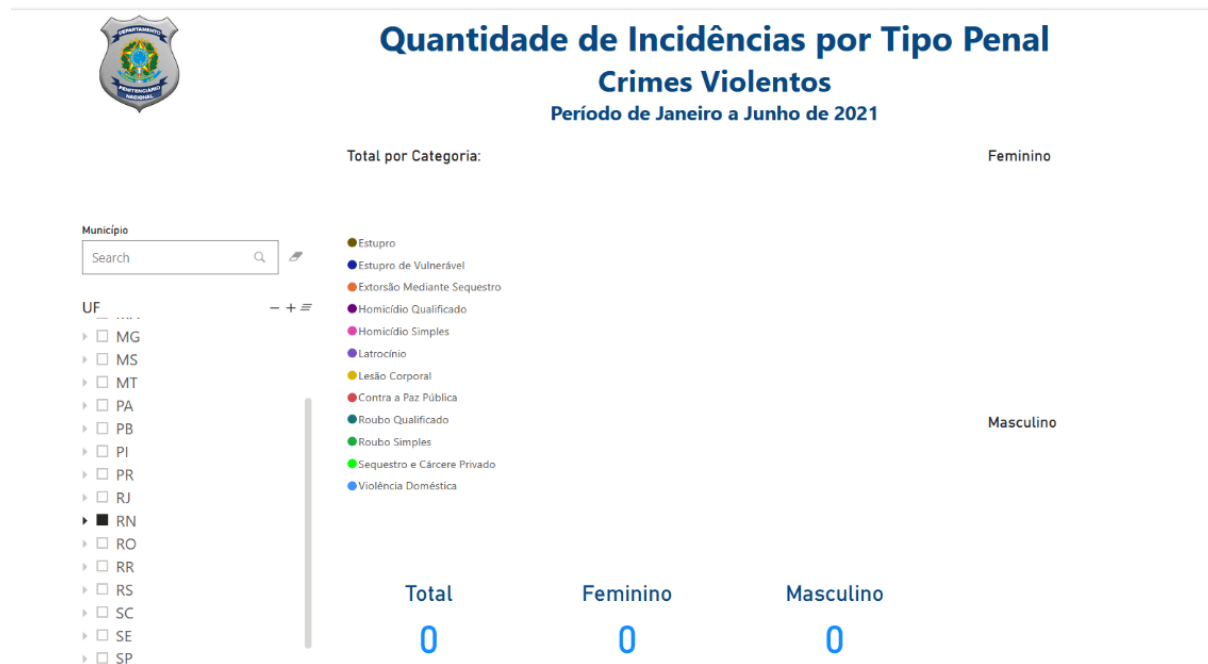 DEPARTAMENTO
PENITENCIÁRIO
NACIONAL
Quantidade de Incidências por Tipo Penal
Crimes Violentos
Período de Janeiro a Junho de 2021
Total por Categoria:
Feminino
Município
Search
UF
MG
MS
MT
PA
PB
PI
PR
RJ
RN
RO
RR
RS
SC
SE
SP
Estupro
Estupro de Vulnerável
Extorsão Mediante Sequestro
Homicídio Qualificado
Homicídio Simples
Latrocínio
Lesão Corporal
Contra a Paz Pública
Roubo Qualificado
Roubo Simples
Sequestro e Cárcere Privado
Violência Doméstica
Masculino
Total
Feminino
Masculino
0
0
0